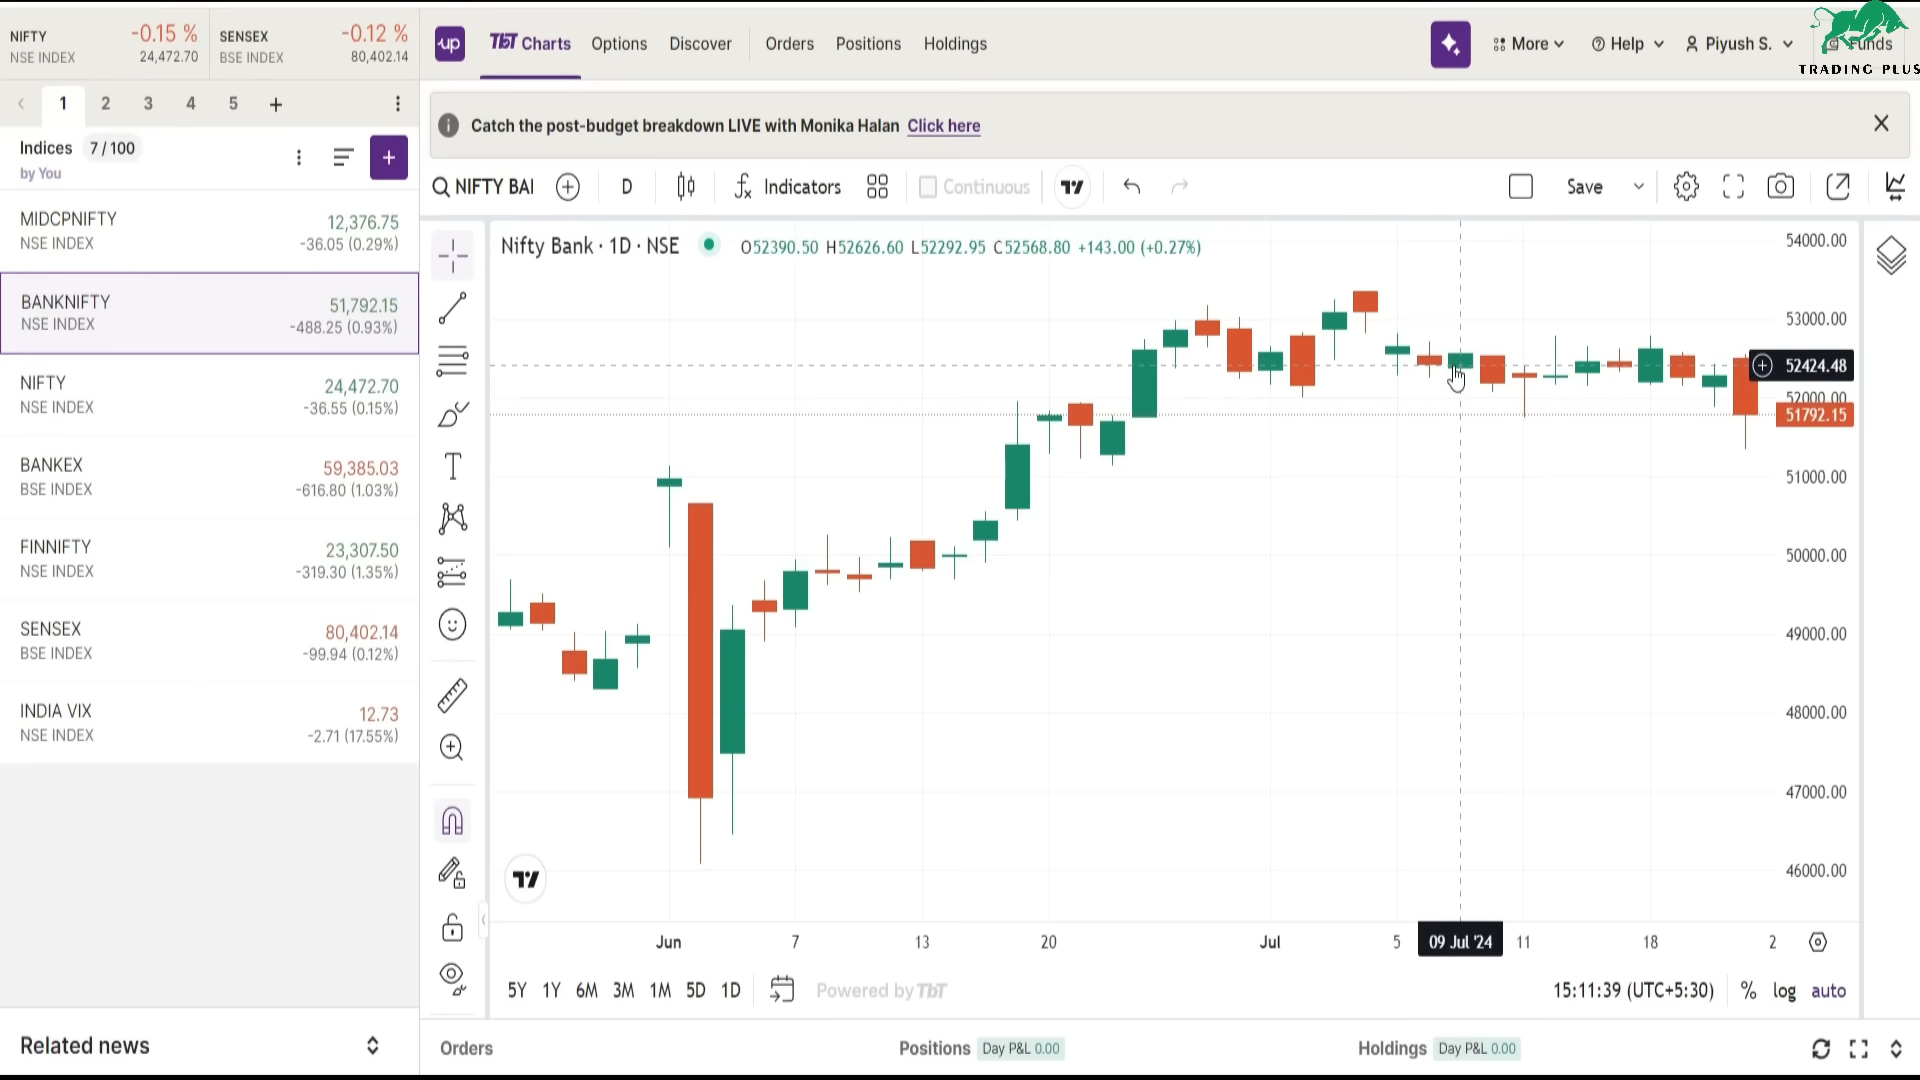 NIFTY -0.15 % SENSEX -0.12 %
NSE INDEX 24,472.70 BSE INDEX 80,402.14
up TbT Charts Options Discover Orders Positions Holdings More Help Piyush S. Funds
TRADING PLUS
1 2 3 4 5 +
Indices 7 / 100
by You
Catch the post-budget breakdown LIVE with Monika Halan Click here
NIFTY BAI D Indicators Continuous Save
MIDCPNIFTY 12,376.75
NSE INDEX -36.05 (0.29%)
BANKNIFTY 51,792.15
NSE INDEX -488.25 (0.93%)
NIFTY 24,472.70
NSE INDEX -36.55 (0.15%)
BANKEX 59,385.03
BSE INDEX -616.80 (1.03%)
FINNIFTY 23,307.50
NSE INDEX -319.30 (1.35%)
SENSEX 80,402.14
BSE INDEX -99.94 (0.12%)
INDIA VIX 12.73
NSE INDEX -2.71 (17.55%)
Related news
Nifty Bank · 1D · NSE O52390.50 H52626.60 L52292.95 C52568.80 +143.00 (+0.27%)
54000.00
53000.00
52424.48
52000.00
51792.15
51000.00
50000.00
49000.00
48000.00
47000.00
46000.00
Jun 7 13 20 Jul 5 09 Jul '24 11 18 2
5Y 1Y 6M 3M 1M 5D 1D Powered by TbT 15:11:39 (UTC+5:30) % log auto
Orders Positions Day P&L 0.00 Holdings Day P&L 0.00